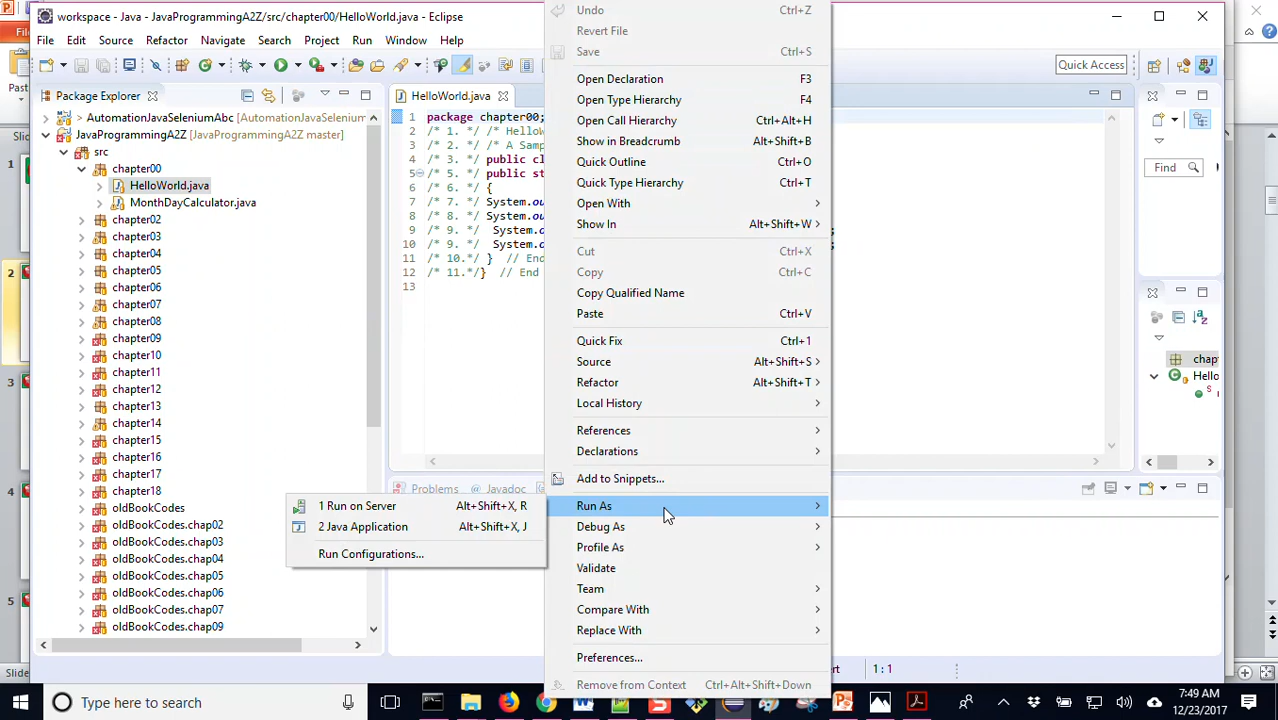 workspace - Java - JavaProgrammingA2Z/src/chapter00/HelloWorld.java - Eclipse
File Edit Source Refactor Navigate Search Project Run Window Help
Quick Access
Past
Package Explorer
AutomationJavaSeleniumAbc [AutomationJavaSelenium
JavaProgrammingA2Z [JavaProgrammingA2Z master]
src
chapter00
HelloWorld.java
MonthDayCalculator.java
chapter02
chapter03
chapter04
chapter05
chapter06
chapter07
chapter08
chapter09
chapter10
chapter11
chapter12
chapter13
chapter14
chapter15
chapter16
chapter17
chapter18
oldBookCodes
oldBookCodes.chap02
oldBookCodes.chap03
oldBookCodes.chap04
oldBookCodes.chap05
oldBookCodes.chap06
oldBookCodes.chap07
oldBookCodes.chap09
1
2
3
4
5
Slide
HelloWorld.java
1 package chapter00;
2 /* 1. */ /* HelloW
3 /* 2. */ /* A Samp
4 /* 3. */ public cl
5 /* 5. */ public st
6 /* 6. */ {
7 /* 7. */ System.ou
8 /* 8. */ System.ou
9 /* 9. */ System.o
10 /* 9. */ System.o
11 /* 10.*/ } // End
12 /* 11.*/} // End
13
Problems @ Javadoc
Undo Ctrl+Z
Revert File
Save Ctrl+S
Open Declaration F3
Open Type Hierarchy F4
Open Call Hierarchy Ctrl+Alt+H
Show in Breadcrumb Alt+Shift+B
Quick Outline Ctrl+O
Quick Type Hierarchy Ctrl+T
Open With
Show In Alt+Shift+W
Cut Ctrl+X
Copy Ctrl+C
Copy Qualified Name
Paste Ctrl+V
Quick Fix Ctrl+1
Source Alt+Shift+S
Refactor Alt+Shift+T
Local History
References
Declarations
Add to Snippets...
Run As
Debug As
Profile As
Validate
Team
Compare With
Replace With
Preferences...
Remove from Context Ctrl+Alt+Shift+Down
1 Run on Server Alt+Shift+X, R
2 Java Application Alt+Shift+X, J
Run Configurations...
Find
chap
Hello
1 : 1
Type here to search
7:49 AM
12/23/2017